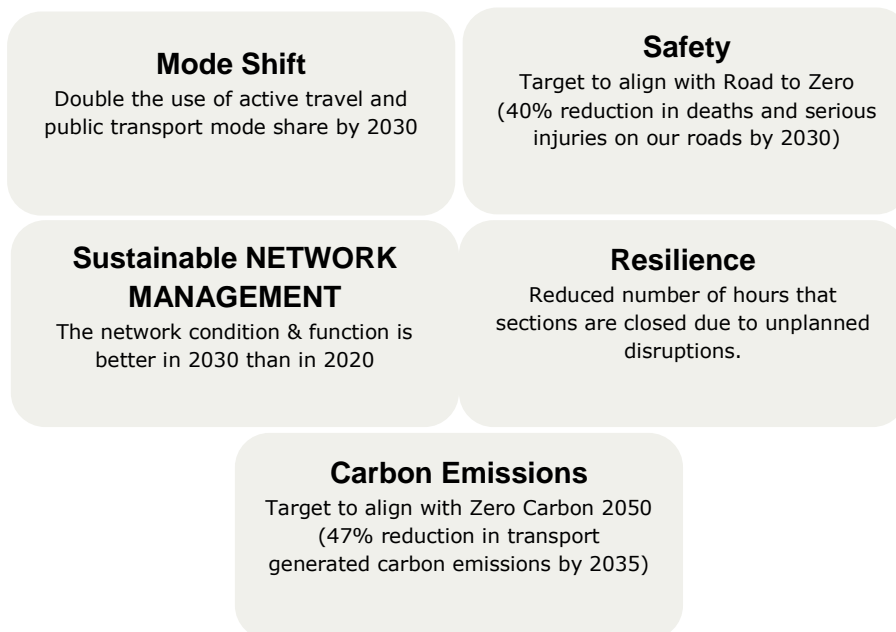 Mode Shift
Double the use of active travel and
public transport mode share by 2030
Safety
Target to align with Road to Zero
(40% reduction in deaths and serious
injuries on our roads by 2030)
Sustainable NETWORK
MANAGEMENT
The network condition & function is
better in 2030 than in 2020
Resilience
Reduced number of hours that
sections are closed due to unplanned
disruptions.
Carbon Emissions
Target to align with Zero Carbon 2050
(47% reduction in transport
generated carbon emissions by 2035)